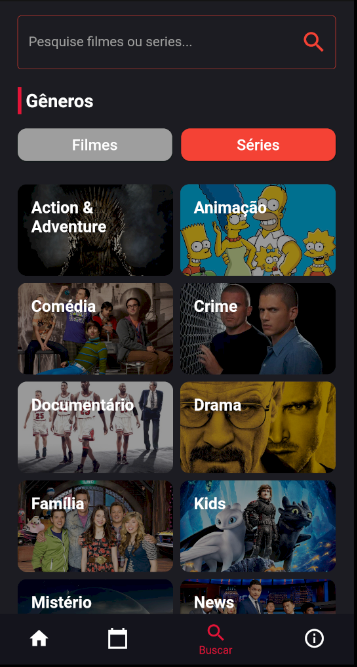 Pesquise filmes ou series...
Gêneros
Filmes
Séries
Action &
Adventure
Animação
Comédia
Crime
Documentário
Drama
Família
Kids
Mistério
News
Buscar